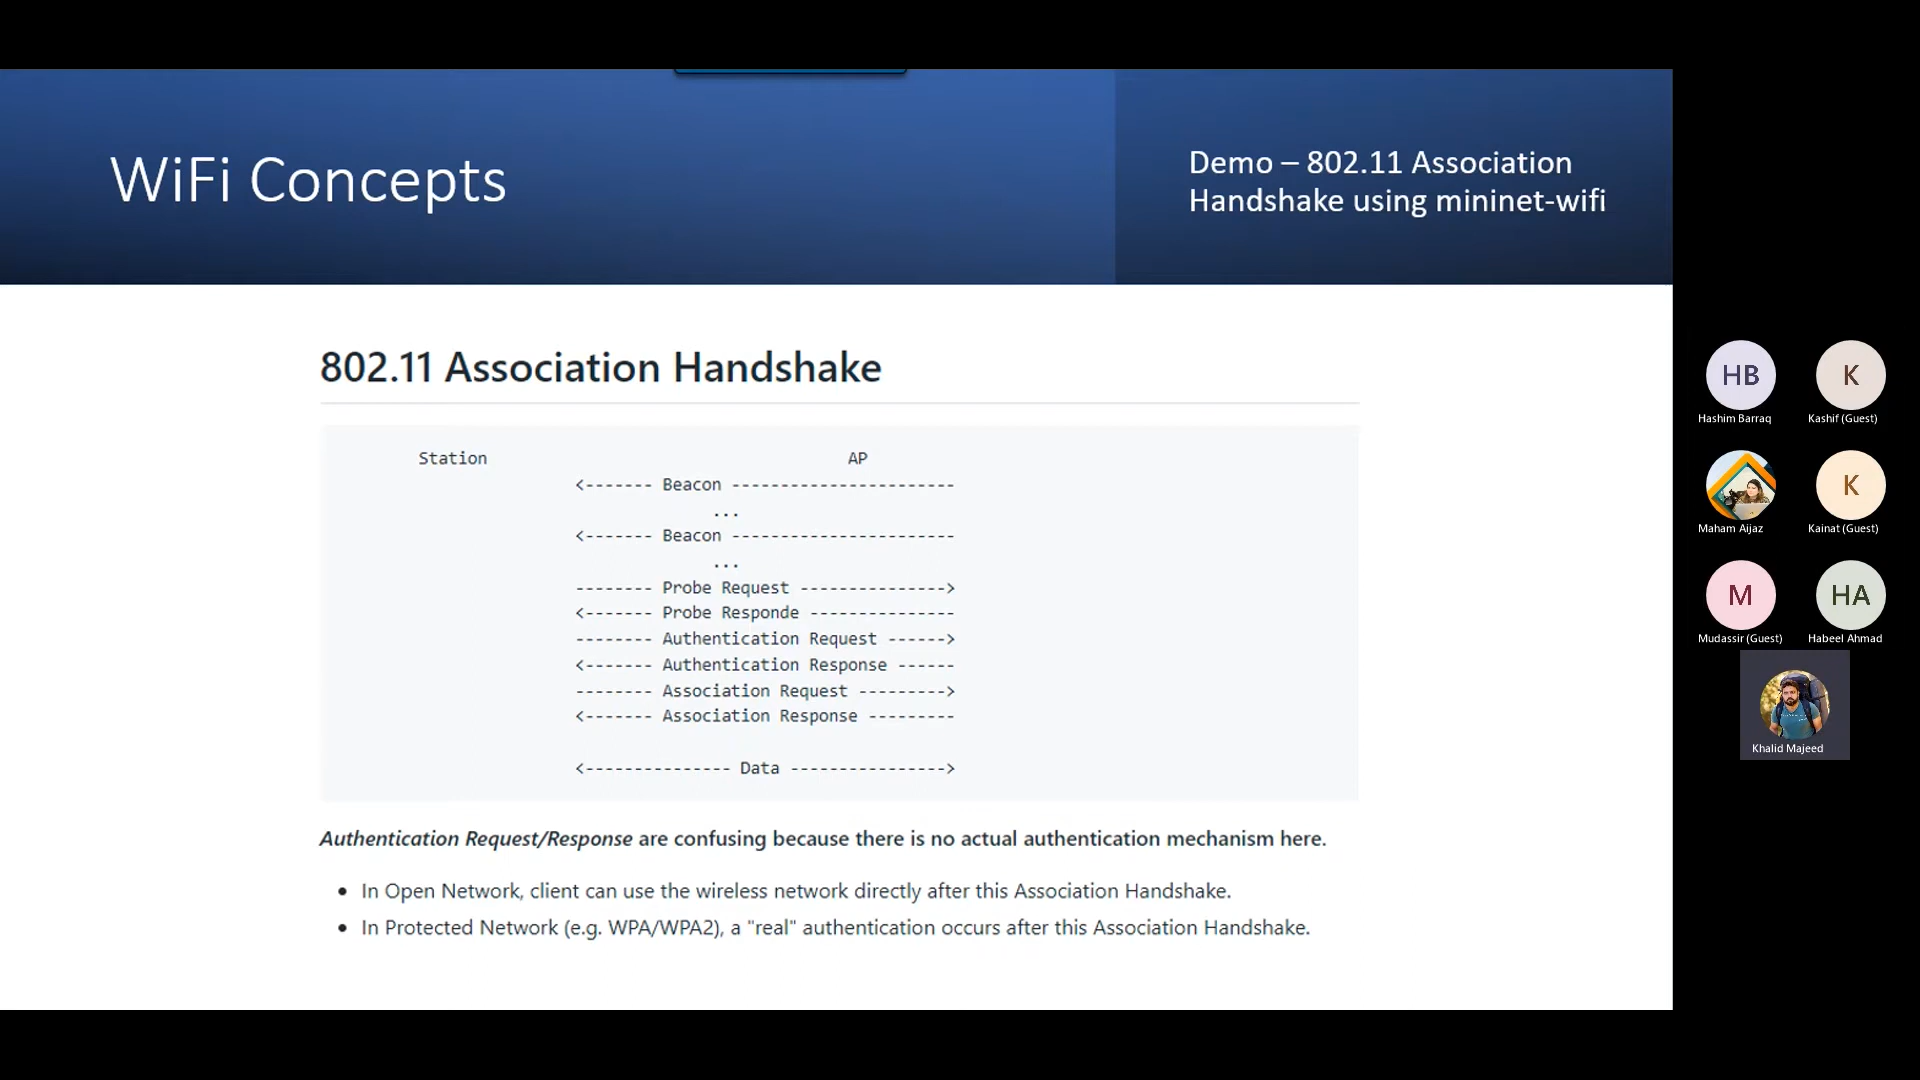 WiFi Concepts
Demo – 802.11 Association
Handshake using mininet-wifi
802.11 Association Handshake
Station AP
<------- Beacon -----------------------
...
<------- Beacon -----------------------
...
-------- Probe Request --------------->
<------- Probe Responde ---------------
-------- Authentication Request ------>
<------- Authentication Response ------
-------- Association Request --------->
<------- Association Response ---------
<--------------- Data ---------------->
Authentication Request/Response are confusing because there is no actual authentication mechanism here.
• In Open Network, client can use the wireless network directly after this Association Handshake.
• In Protected Network (e.g. WPA/WPA2), a "real" authentication occurs after this Association Handshake.
HB K
Hashim Barraq Kashif (Guest)
K
Maham Aijaz Kainat (Guest)
M HA
Mudassir (Guest) Habeel Ahmad
Khalid Majeed